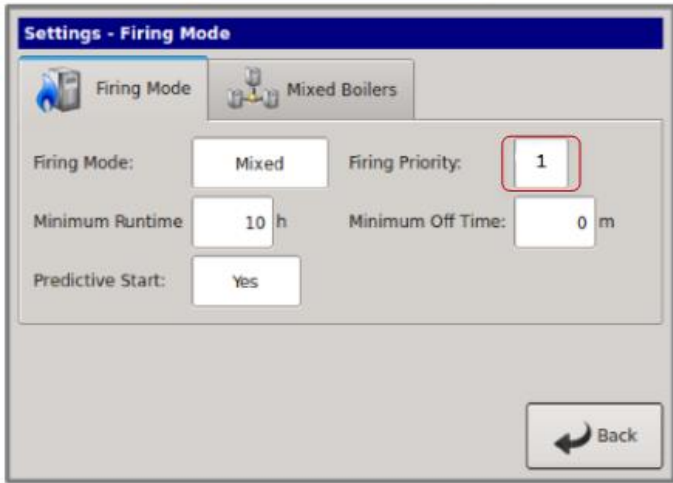 Settings - Firing Mode
Firing Mode Mixed Boilers
Firing Mode: Mixed Firing Priority: 1
Minimum Runtime 10 h Minimum Off Time: 0 m
Predictive Start: Yes
Back